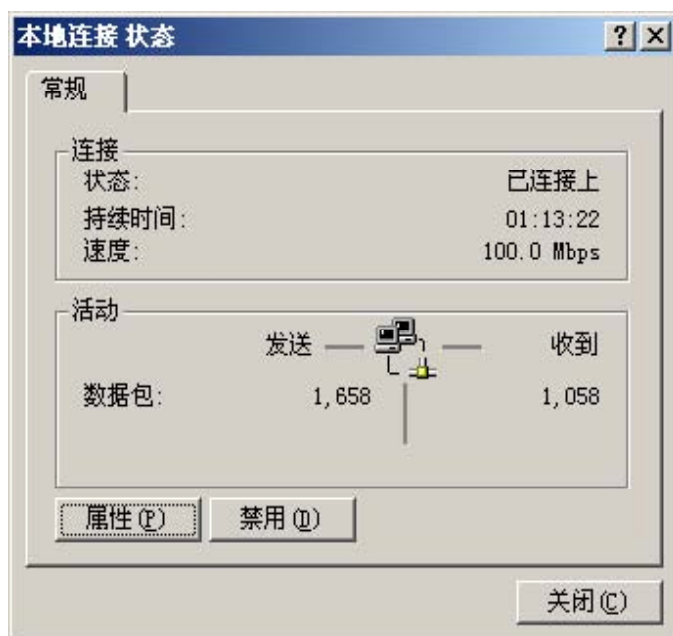 本地连接 状态
常规
连接
状态: 已连接上
持续时间: 01:13:22
速度: 100.0 Mbps
活动
发送 收到
数据包: 1,658 1,058
属性(P) 禁用(D)
关闭(C)